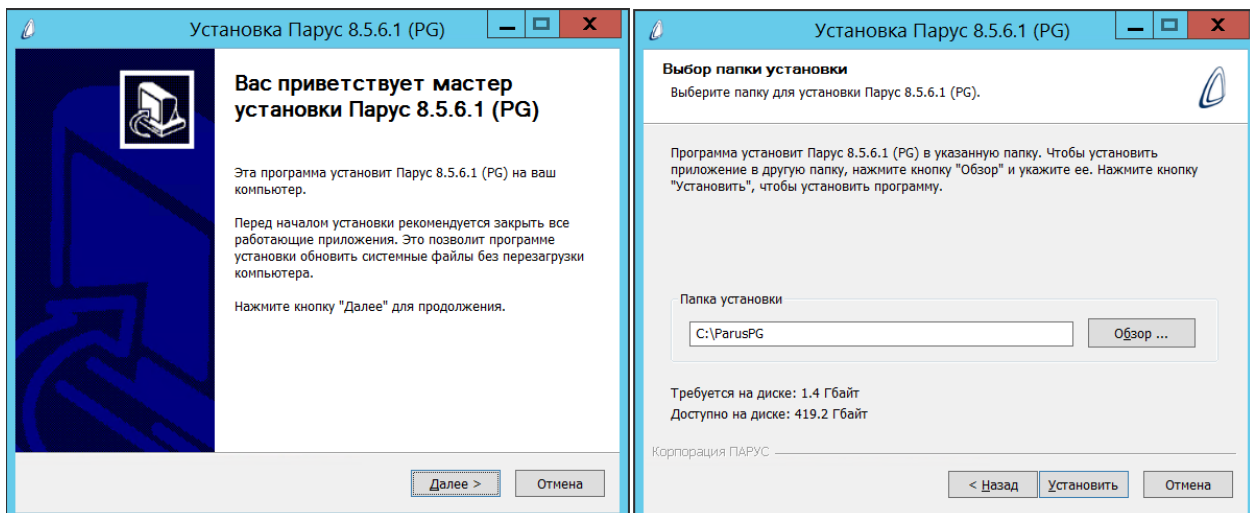 Установка Парус 8.5.6.1 (PG)
Вас приветствует мастер
установки Парус 8.5.6.1 (PG)
Эта программа установит Парус 8.5.6.1 (PG) на ваш
компьютер.
Перед началом установки рекомендуется закрыть все
работающие приложения. Это позволит программе
установки обновить системные файлы без перезагрузки
компьютера.
Нажмите кнопку "Далее" для продолжения.
Далее >
Отмена
Установка Парус 8.5.6.1 (PG)
Выбор папки установки
Выберите папку для установки Парус 8.5.6.1 (PG).
Программа установит Парус 8.5.6.1 (PG) в указанную папку. Чтобы установить
приложение в другую папку, нажмите кнопку "Обзор" и укажите ее. Нажмите кнопку
"Установить", чтобы установить программу.
Папка установки
C:\ParusPG
Обзор ...
Требуется на диске: 1.4 Гбайт
Доступно на диске: 419.2 Гбайт
Корпорация ПАРУС
< Назад
Установить
Отмена